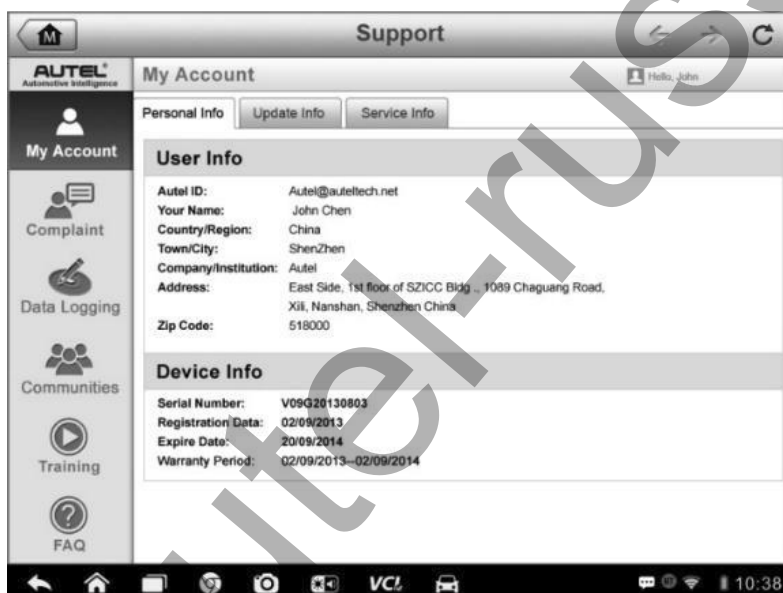 Support
AUTEL®
Automotive Intelligence
My Account
Hello, John
Personal Info
Update Info
Service Info
My Account
User Info
Autel ID: Autel@auteltech.net
Your Name: John Chen
Country/Region: China
Complaint
Town/City: ShenZhen
Company/Institution: Autel
Address: East Side, 1st floor of SZICC Bldg ., 1089 Chaguang Road,
Xili, Nanshan, Shenzhen China
Data Logging
Zip Code: 518000
Device Info
Communities
Serial Number: V09G20130803
Registration Data: 02/09/2013
Expire Date: 20/09/2014
Warranty Period: 02/09/2013--02/09/2014
Training
FAQ
VCI
10:38
utel-rus